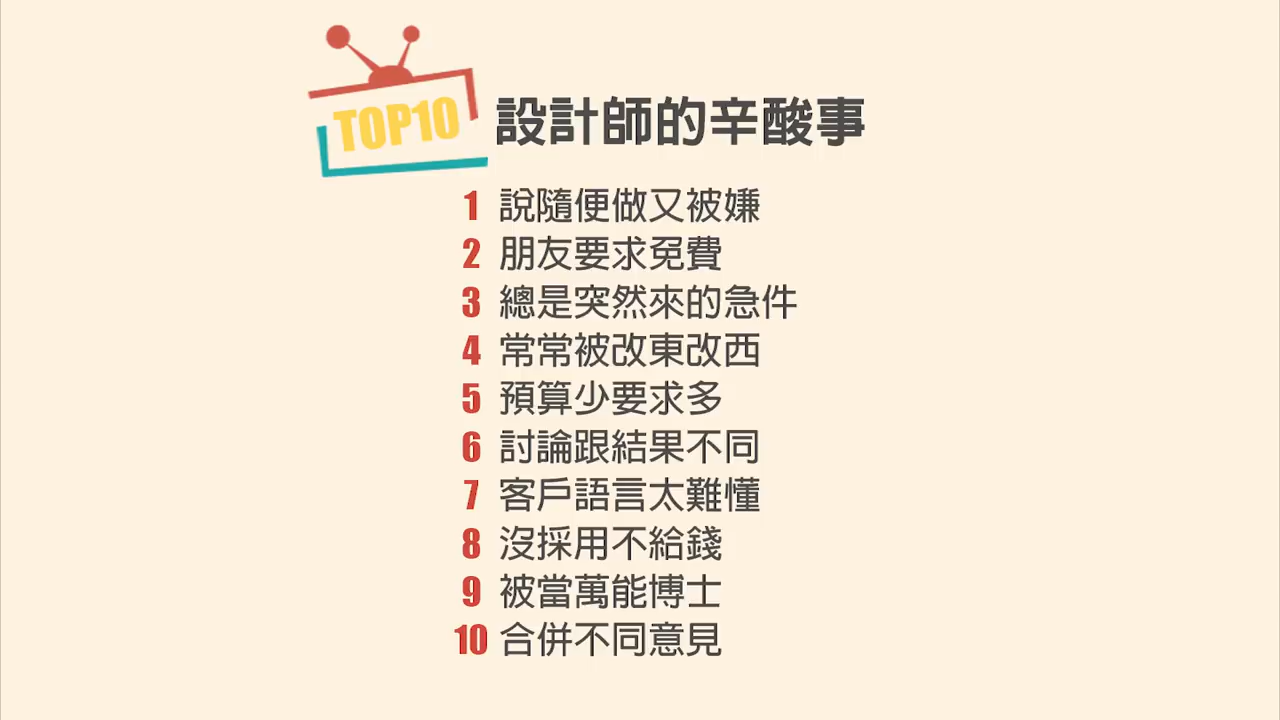 TOP10 設計師的辛酸事
1 說隨便做又被嫌
2 朋友要求免費
3 總是突然來的急件
4 常常被改東改西
5 預算少要求多
6 討論跟結果不同
7 客戶語言太難懂
8 沒採用不給錢
9 被當萬能博士
10 合併不同意見